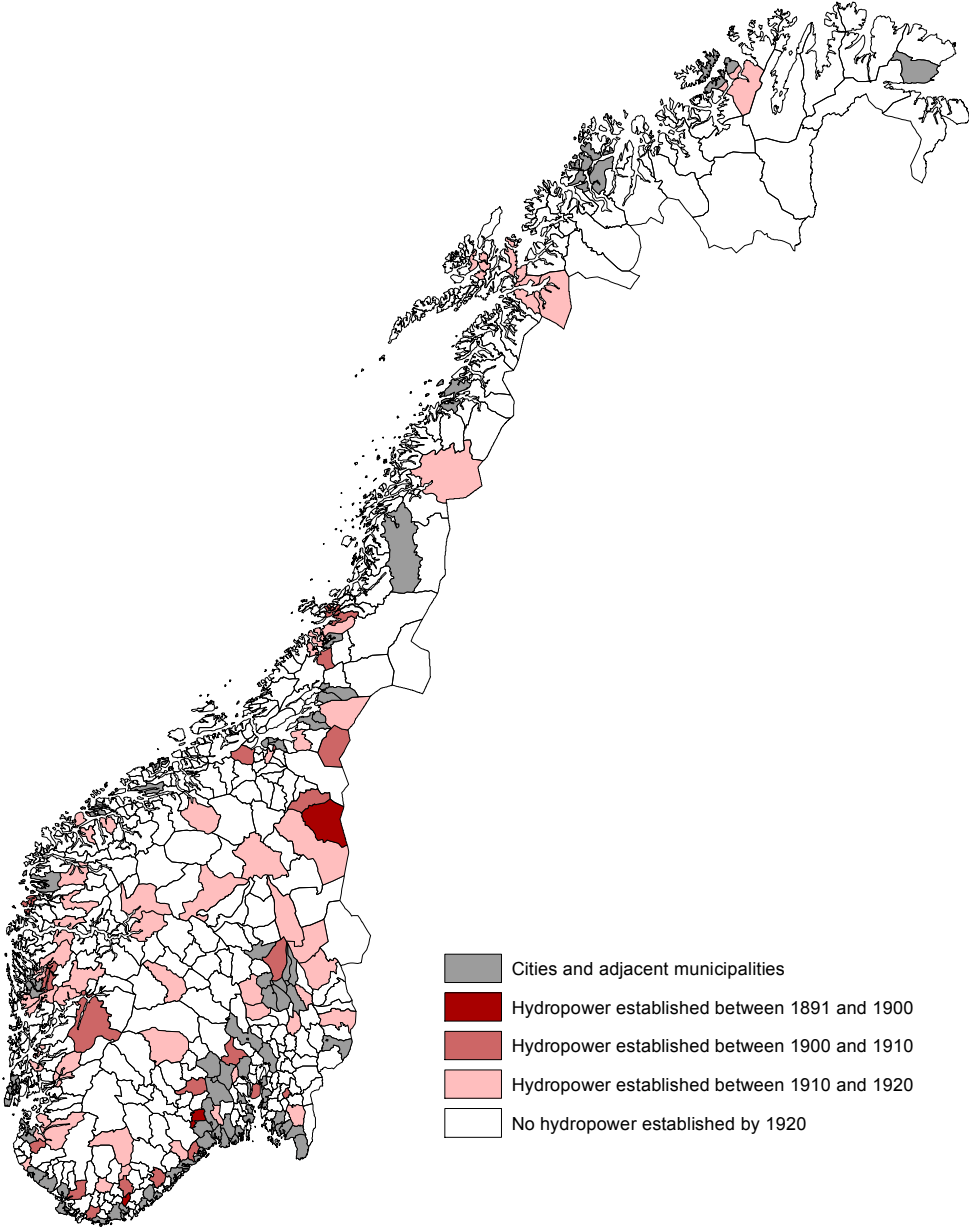 Cities and adjacent municipalities
Hydropower established between 1891 and 1900
Hydropower established between 1900 and 1910
Hydropower established between 1910 and 1920
No hydropower established by 1920